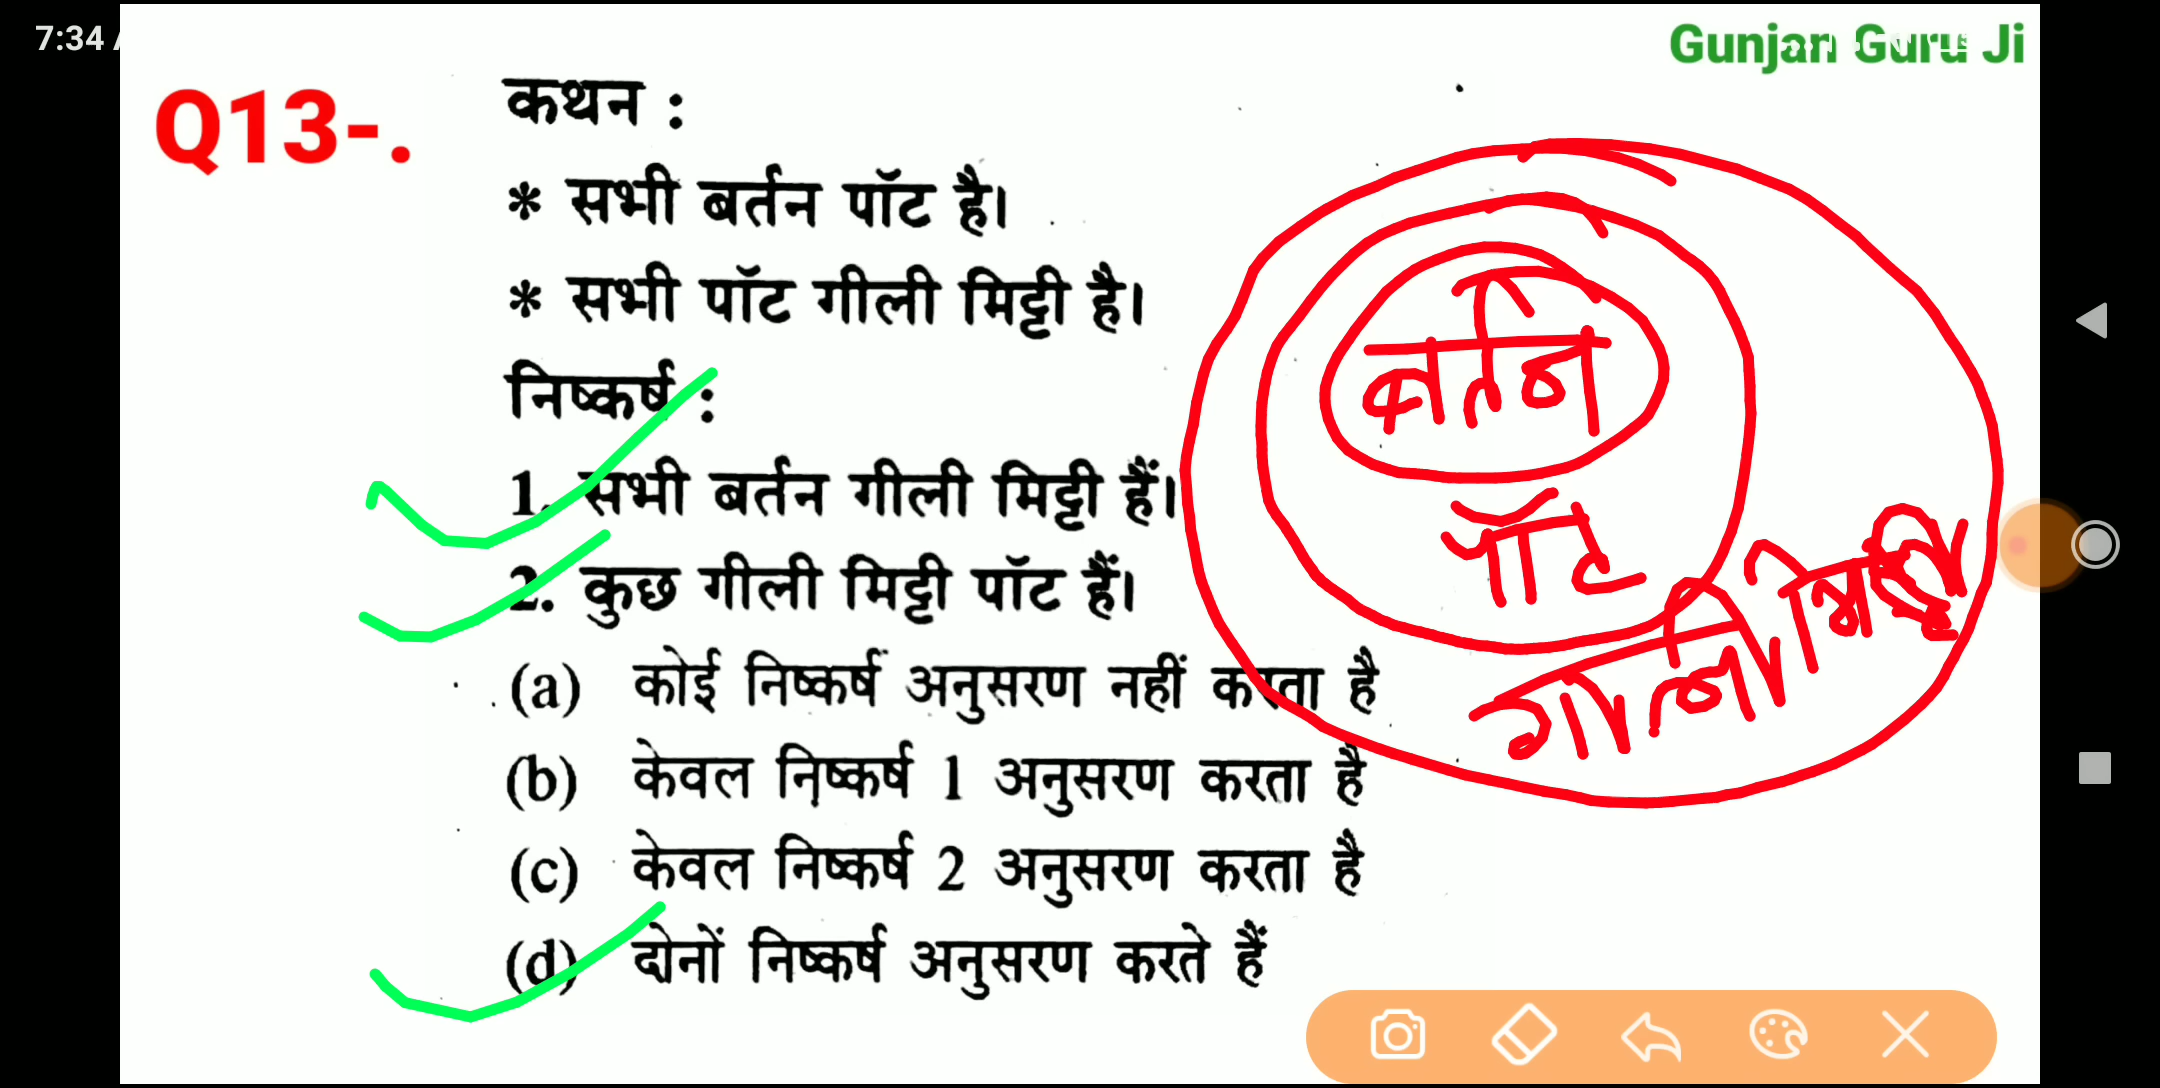 7:34
Gunjan Guru Ji
Q13-.
कथन :
* सभी बर्तन पॉट है।
* सभी पॉट गीली मिट्टी है।
निष्कर्ष :
1. सभी बर्तन गीली मिट्टी हैं।
2. कुछ गीली मिट्टी पॉट हैं।
(a) कोई निष्कर्ष अनुसरण नहीं करता है
(b) केवल निष्कर्ष 1 अनुसरण करता है
(c) केवल निष्कर्ष 2 अनुसरण करता है
(d) दोनों निष्कर्ष अनुसरण करते हैं
बर्तन
पॉट
गीली मिट्टी